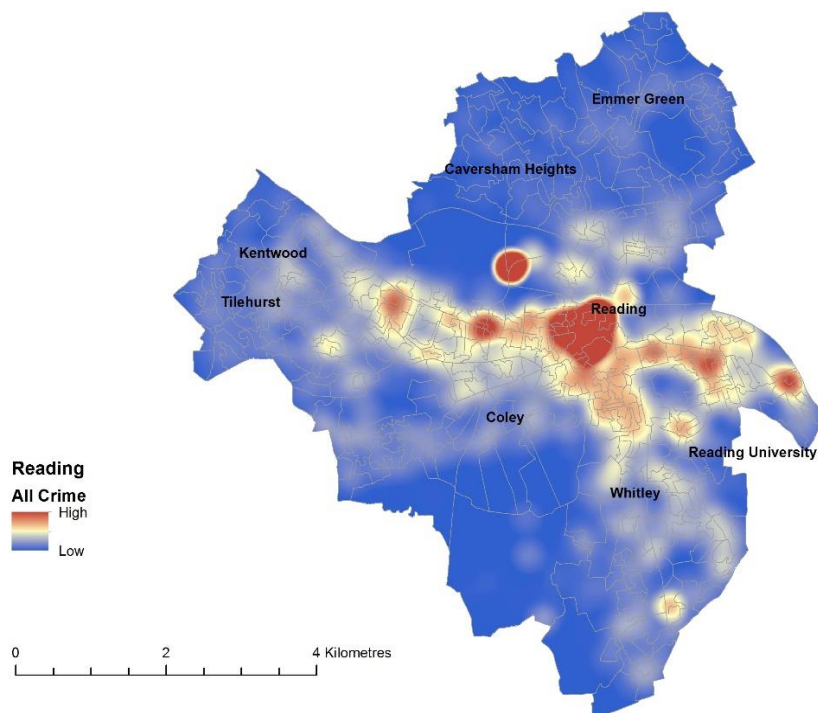 Emmer Green
Caversham Heights
Kentwood
Tilehurst
Reading
Coley
Reading University
Whitley
Reading
All Crime
High
Low
0 2 4 Kilometres